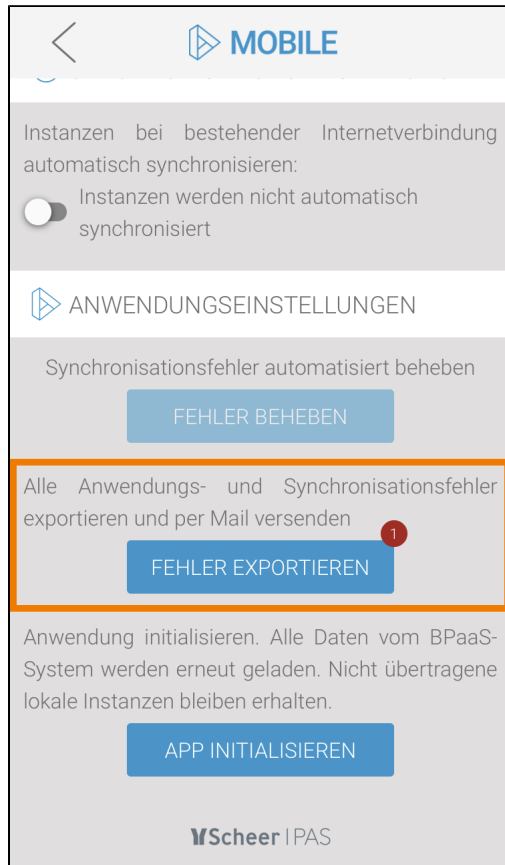 MOBILE
Instanzen bei bestehender Internetverbindung
automatisch synchronisieren:
Instanzen werden nicht automatisch
synchronisiert
ANWENDUNGSEINSTELLUNGEN
Synchronisationsfehler automatisiert beheben
FEHLER BEHEBEN
Alle Anwendungs- und Synchronisationsfehler
exportieren und per Mail versenden
1
FEHLER EXPORTIEREN
Anwendung initialisieren. Alle Daten vom BPaaS-
System werden erneut geladen. Nicht übertragene
lokale Instanzen bleiben erhalten.
APP INITIALISIEREN
Scheer | PAS